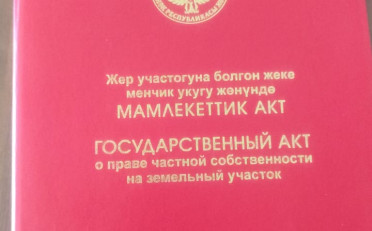 Жер участогуна болгон жеке
менчик укугу жөнүндө
МАМЛЕКЕТТИК АКТ
ГОСУДАРСТВЕННЫЙ АКТ
о праве частной собственности
на земельный участок